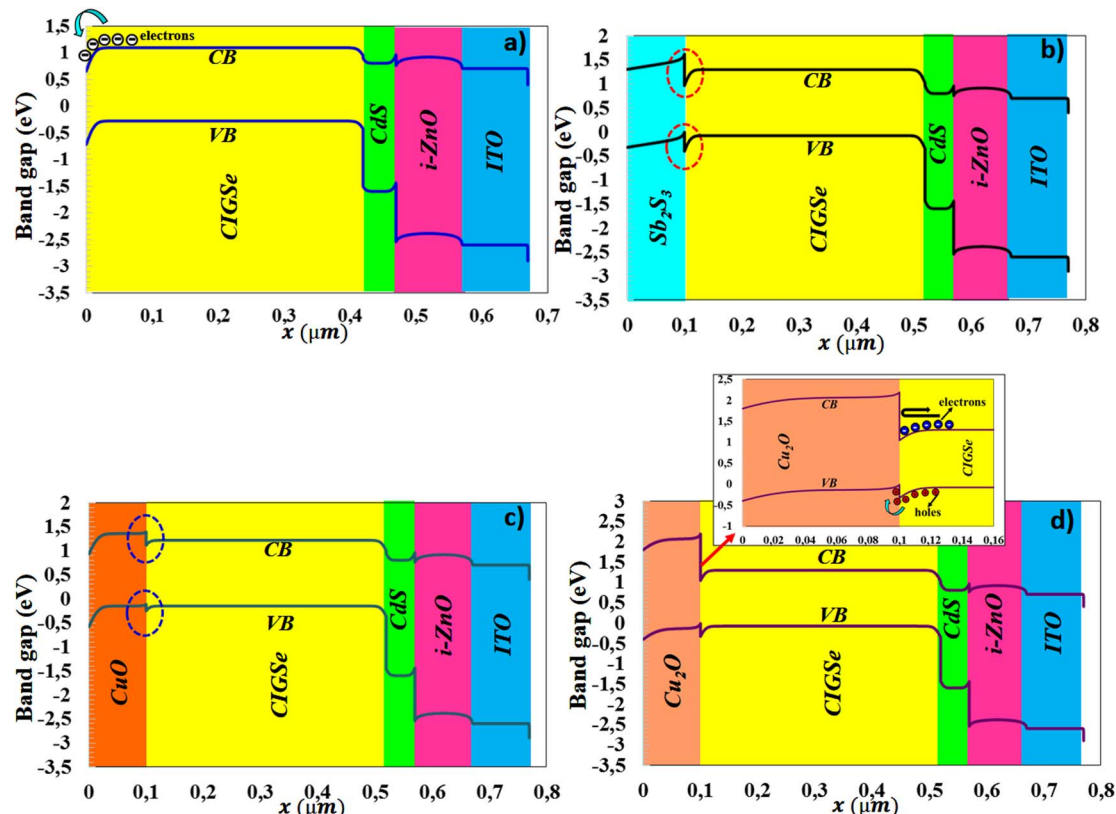 a)
electrons
1,5
1
0,5
0
-0,5
-1
-1,5
-2
-2,5
-3
-3,5
Band gap (eV)
CB
VB
CIGSe
CdS
i-ZnO
ITO
0 0,1 0,2 0,3 0,4 0,5 0,6 0,7
x (μm)
b)
2
1,5
1
0,5
0
-0,5
-1
-1,5
-2
-2,5
-3
-3,5
Band gap (eV)
CB
VB
Sb₂S₃
CIGSe
CdS
i-ZnO
ITO
0 0,1 0,2 0,3 0,4 0,5 0,6 0,7 0,8
x (μm)
c)
2
1,5
1
0,5
0
-0,5
-1
-1,5
-2
-2,5
-3
-3,5
Band gap (eV)
CB
VB
CuO
CIGSe
CdS
i-ZnO
ITO
0 0,1 0,2 0,3 0,4 0,5 0,6 0,7 0,8
x (μm)
2,5
2
1,5
1
0,5
0
-0,5
-1
CB
VB
Cu₂O
electrons
CIGSe
holes
0 0,02 0,04 0,06 0,08 0,1 0,12 0,14 0,16
d)
3
2,5
2
1,5
1
0,5
0
-0,5
-1
-1,5
-2
-2,5
-3
-3,5
Band gap (eV)
CB
VB
Cu₂O
CIGSe
CdS
i-ZnO
ITO
0 0,1 0,2 0,3 0,4 0,5 0,6 0,7 0,8
x (μm)